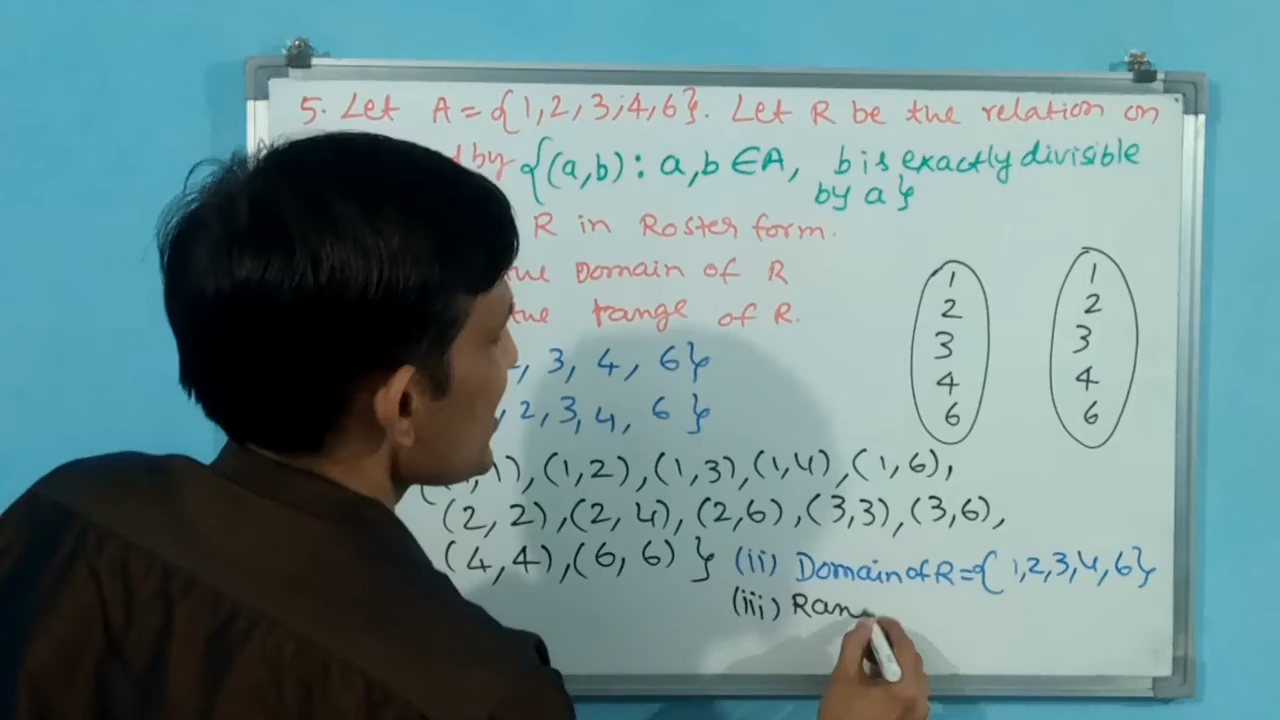 5. Let A = {1,2,3,4,6}. Let R be the relation on
by {(a,b) : a,b ∈ A, b is exactly divisible
by a}
R in Roster form.
Domain of R
range of R.
, 3, 4, 6}
, 2, 3, 4, 6}
1
2
3
4
6
1
2
3
4
6
,1),(1,2),(1,3),(1,4),(1,6),
(2,2),(2,4),(2,6),(3,3),(3,6),
(4,4),(6,6)} (ii) Domain of R = {1,2,3,4,6}
(iii) Ran